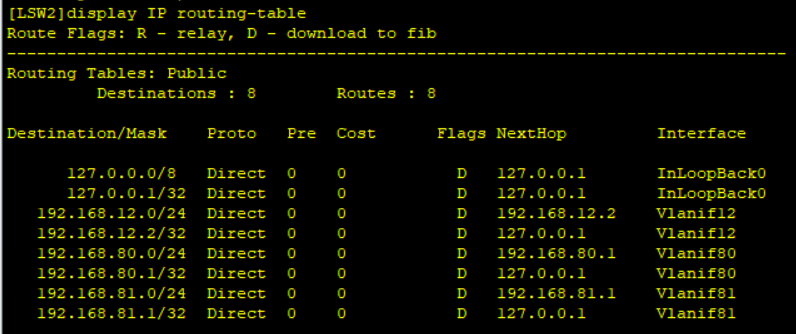 [LSW2]display IP routing-table
Route Flags: R - relay, D - download to fib
------------------------------------------------------------------------------
Routing Tables: Public
         Destinations : 8        Routes : 8

Destination/Mask    Proto   Pre  Cost      Flags NextHop         Interface

      127.0.0.0/8   Direct  0    0           D   127.0.0.1       InLoopBack0
      127.0.0.1/32  Direct  0    0           D   127.0.0.1       InLoopBack0
   192.168.12.0/24  Direct  0    0           D   192.168.12.2    Vlanif12
   192.168.12.2/32  Direct  0    0           D   127.0.0.1       Vlanif12
   192.168.80.0/24  Direct  0    0           D   192.168.80.1    Vlanif80
   192.168.80.1/32  Direct  0    0           D   127.0.0.1       Vlanif80
   192.168.81.0/24  Direct  0    0           D   192.168.81.1    Vlanif81
   192.168.81.1/32  Direct  0    0           D   127.0.0.1       Vlanif81